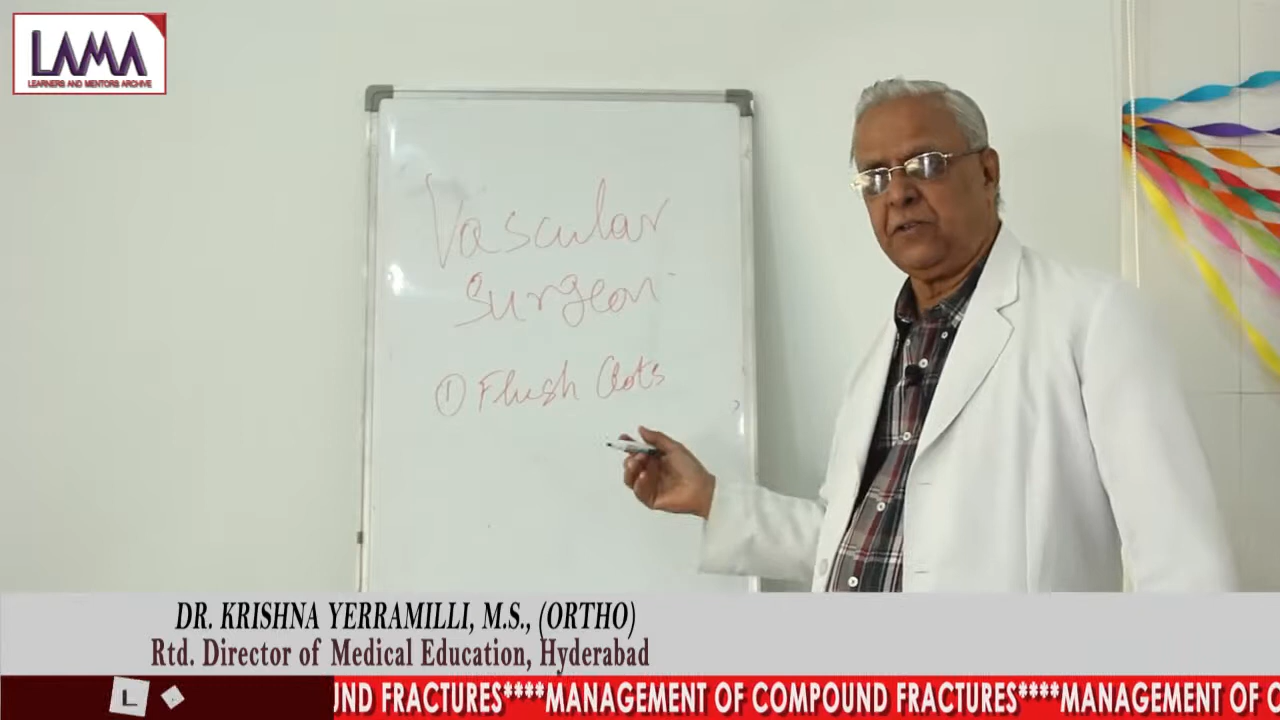 LAMA
LEARNERS AND MENTORS ARCHIVE
Vascular
Surgeon
① Flush Clots
DR. KRISHNA YERRAMILLI, M.S., (ORTHO)
Rtd. Director of Medical Education, Hyderabad
L
UND FRACTURES****MANAGEMENT OF COMPOUND FRACTURES****MANAGEMENT OF C